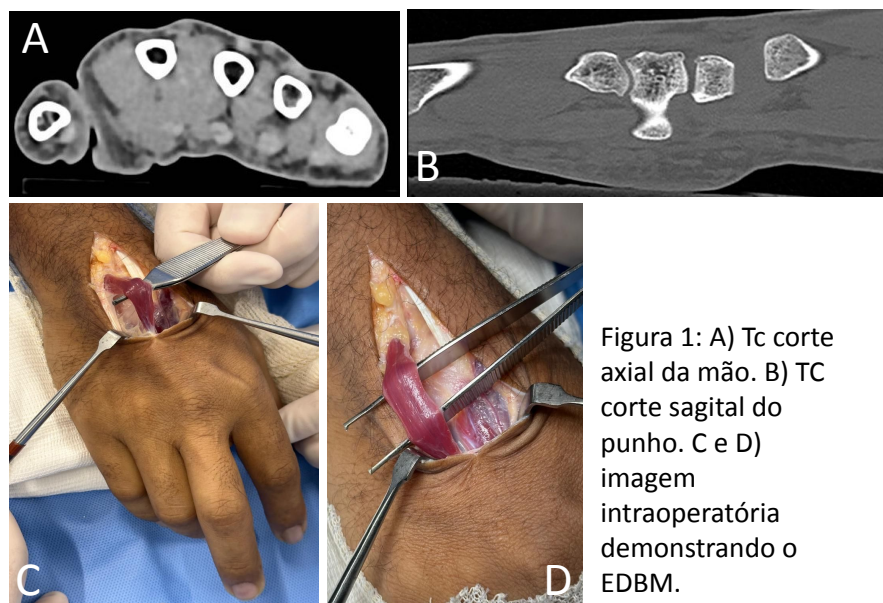 A
B
C
D
Figura 1: A) Tc corte
axial da mão. B) TC
corte sagital do
punho. C e D)
imagem
intraoperatória
demonstrando o
EDBM.